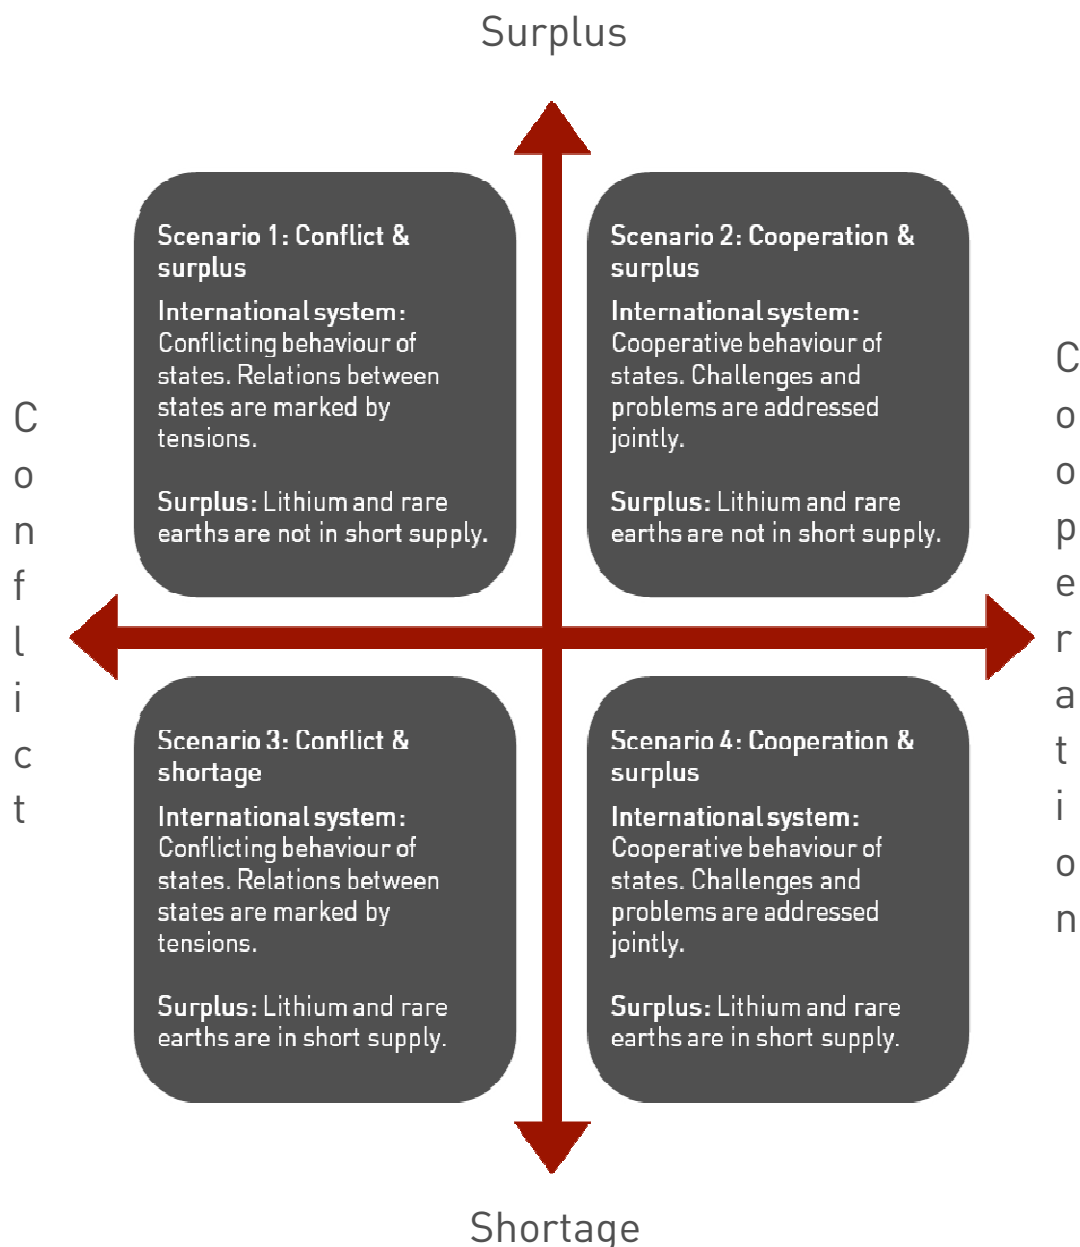 Surplus
Scenario 1: Conflict &
surplus
International system:
Conflicting behaviour of
states. Relations between
states are marked by
tensions.
Surplus: Lithium and rare
earths are not in short supply.
Scenario 2: Cooperation &
surplus
International system:
Cooperative behaviour of
states. Challenges and
problems are addressed
jointly.
Surplus: Lithium and rare
earths are not in short supply.
Conflict
Cooperation
Scenario 3: Conflict &
shortage
International system:
Conflicting behaviour of
states. Relations between
states are marked by
tensions.
Surplus: Lithium and rare
earths are in short supply.
Scenario 4: Cooperation &
surplus
International system:
Cooperative behaviour of
states. Challenges and
problems are addressed
jointly.
Surplus: Lithium and rare
earths are in short supply.
Shortage